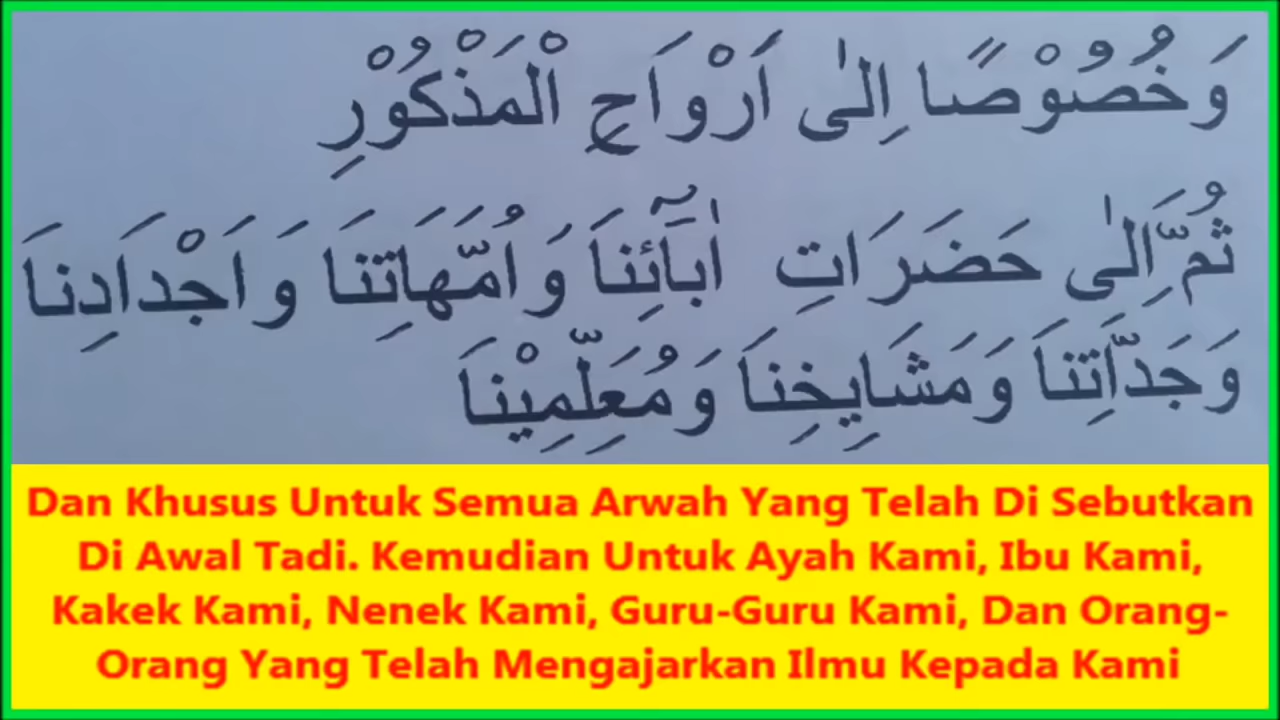 وَخُصُوْصًا اِلىٰ اَرْوَاحِ الْمَذْكُوْرِ
ثُمَّ اِلىٰ حَضَرَاتِ اٰبَآئِنَا وَاُمَّهَاتِنَا وَاَجْدَادِنَا
وَجَدَّاتِنَا وَمَشَايِخِنَا وَمُعَلِّمِيْنَا
Dan Khusus Untuk Semua Arwah Yang Telah Di Sebutkan
Di Awal Tadi. Kemudian Untuk Ayah Kami, Ibu Kami,
Kakek Kami, Nenek Kami, Guru-Guru Kami, Dan Orang-
Orang Yang Telah Mengajarkan Ilmu Kepada Kami